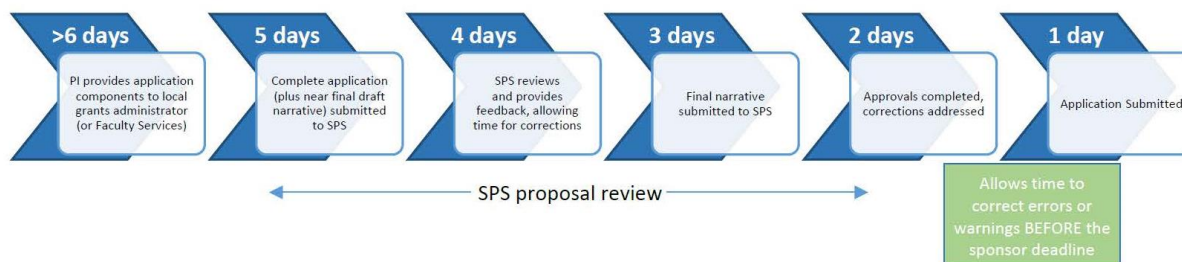 >6 days
PI provides application
components to local
grants administrator
(or Faculty Services)
5 days
Complete application
(plus near final draft
narrative) submitted
to SPS
4 days
SPS reviews
and provides
feedback, allowing
time for corrections
3 days
Final narrative
submitted to SPS
2 days
Approvals completed,
corrections addressed
1 day
Application Submitted
SPS proposal review
Allows time to
correct errors or
warnings BEFORE the
sponsor deadline